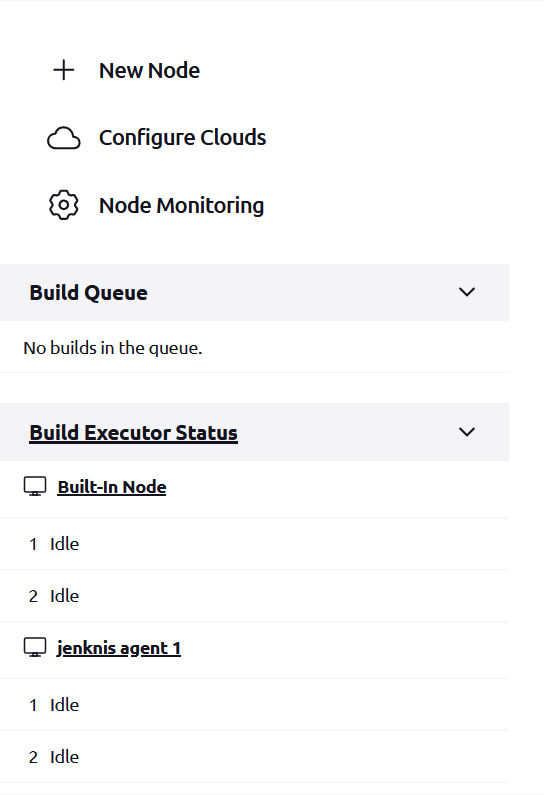 New Node
Configure Clouds
Node Monitoring
Build Queue
No builds in the queue.
Build Executor Status
Built-In Node
1 Idle
2 Idle
jenknis agent 1
1 Idle
2 Idle